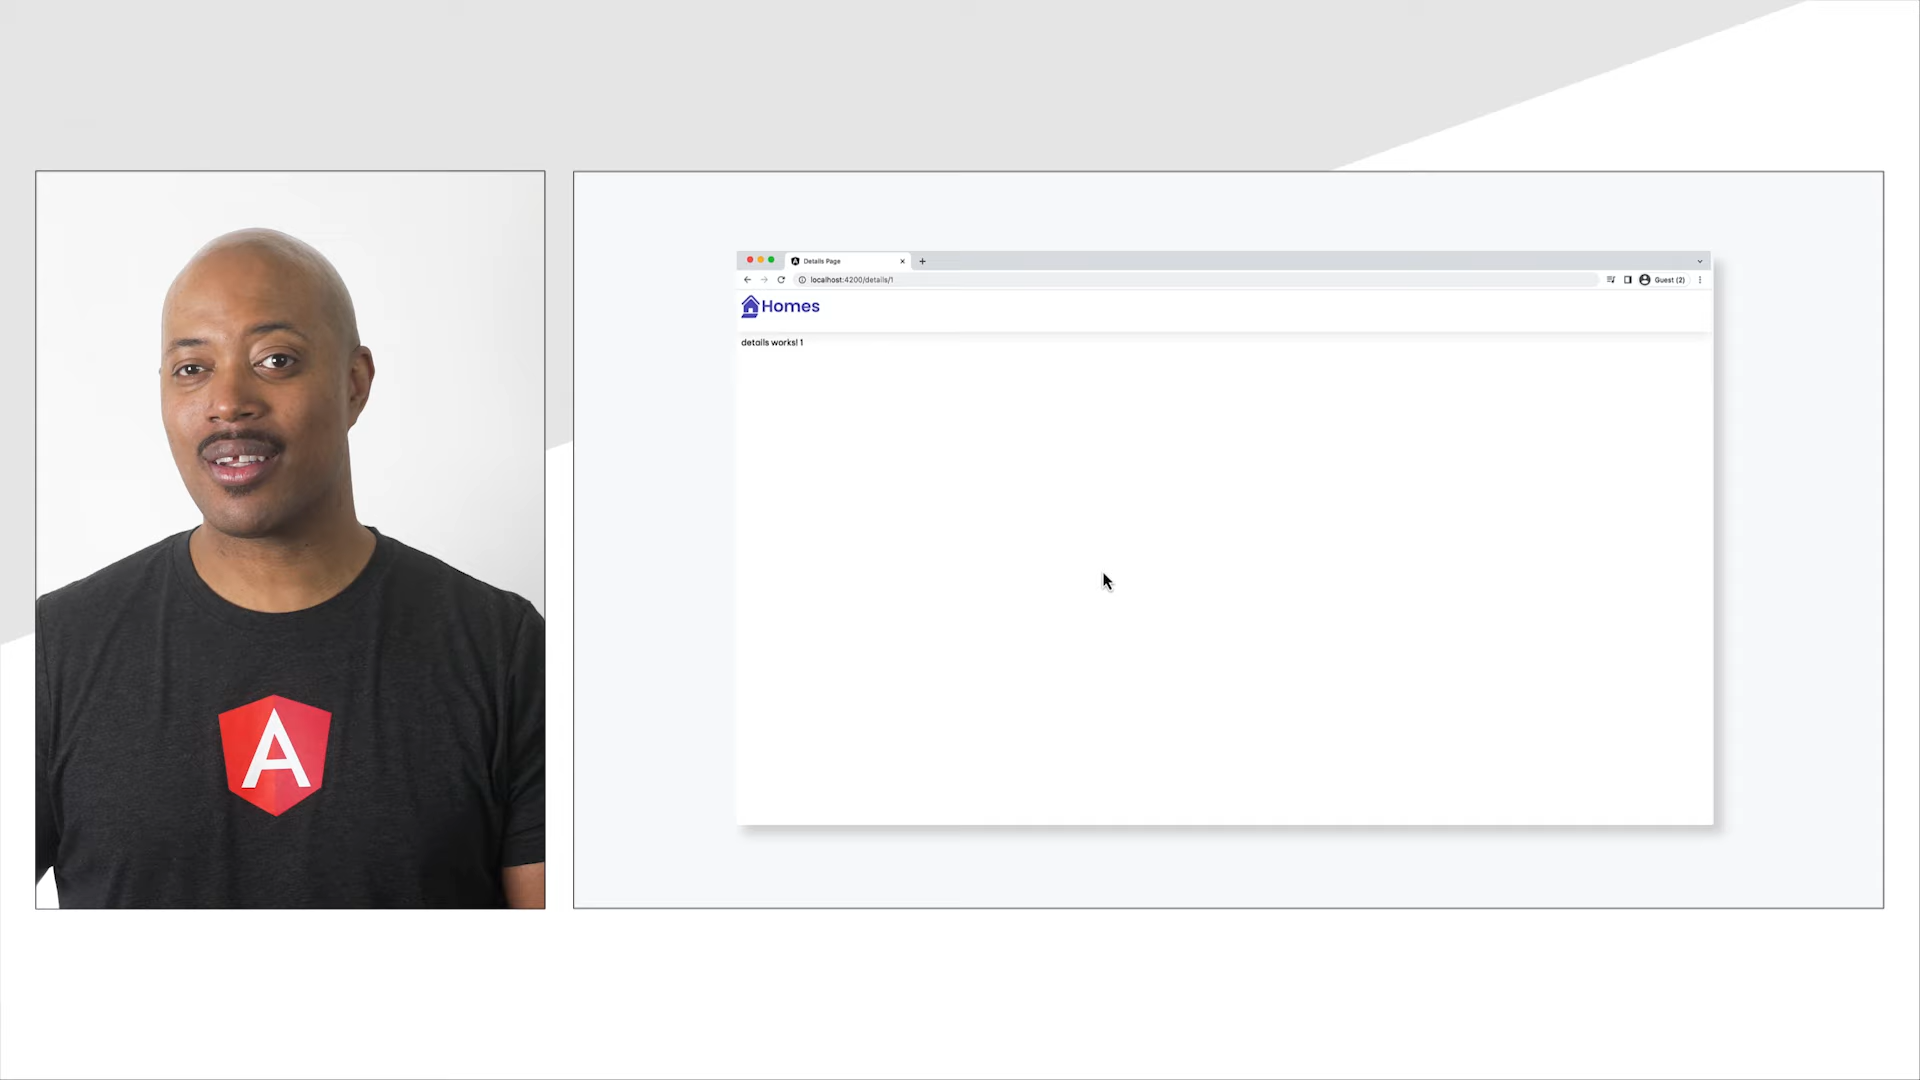 A
Details Page
localhost:4200/details/1
Guest (2)
Homes
details works! 1